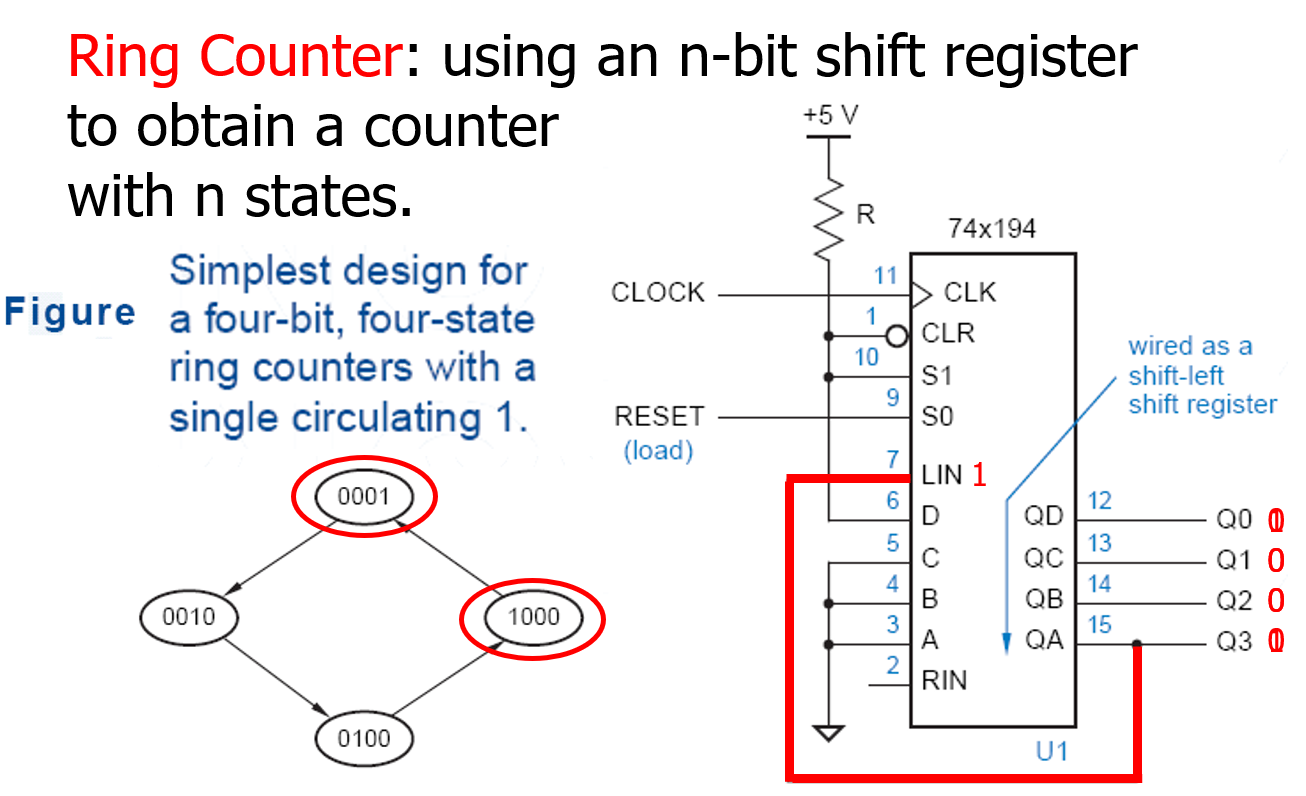 Ring Counter: using an n-bit shift register
to obtain a counter
with n states.
Figure
Simplest design for
a four-bit, four-state
ring counters with a
single circulating 1.
0001
0010
1000
0100
+5 V
R
74x194
CLOCK
11
CLK
1
CLR
10
S1
RESET
(load)
9
S0
7
LIN 1
6
D
5
C
4
B
3
A
2
RIN
QD
12
Q0
QC
13
Q1 0
QB
14
Q2 0
QA
15
Q3
U1
wired as a
shift-left
shift register